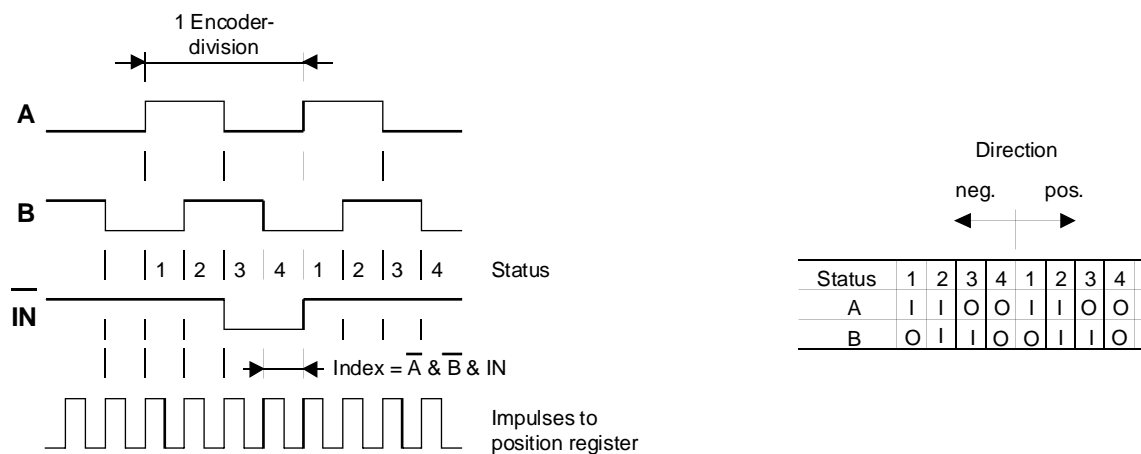 1 Encoder-
division
A
B
1 2 3 4 1 2 3 4 Status
IN
Index = A & B & IN
Impulses to
position register
Direction
neg. pos.
Status 1 2 3 4 1 2 3 4
A I I O O I I O O
B O I I O O I I O